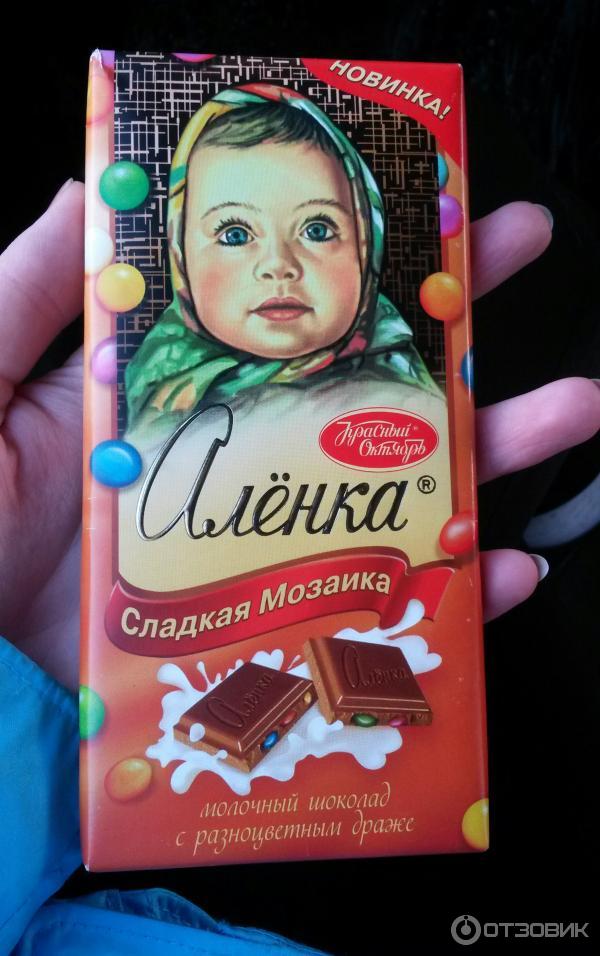 НОВИНКА!
Красный
Октябрь
Алёнка®
Сладкая Мозаика
Алёнка
Алёнка
молочный шоколад
с разноцветным драже
ОТЗОВИК